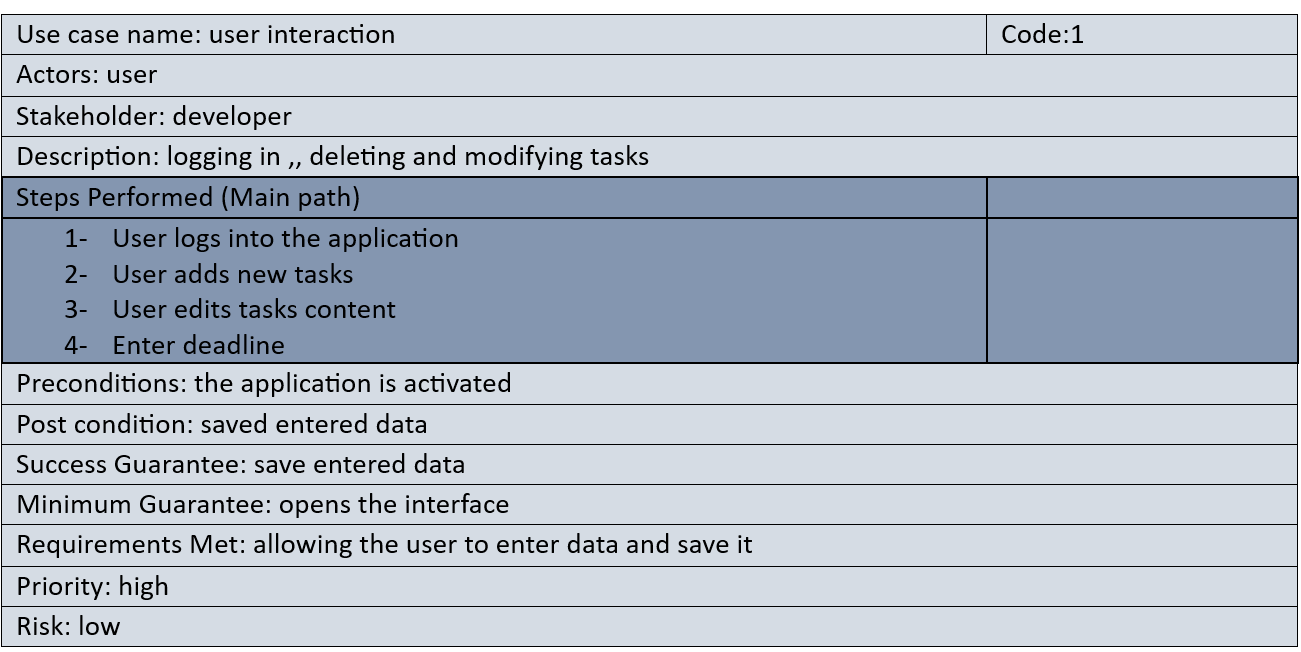 Use case name: user interaction Code:1
Actors: user
Stakeholder: developer
Description: logging in ,, deleting and modifying tasks
Steps Performed (Main path)
1- User logs into the application
2- User adds new tasks
3- User edits tasks content
4- Enter deadline
Preconditions: the application is activated
Post condition: saved entered data
Success Guarantee: save entered data
Minimum Guarantee: opens the interface
Requirements Met: allowing the user to enter data and save it
Priority: high
Risk: low